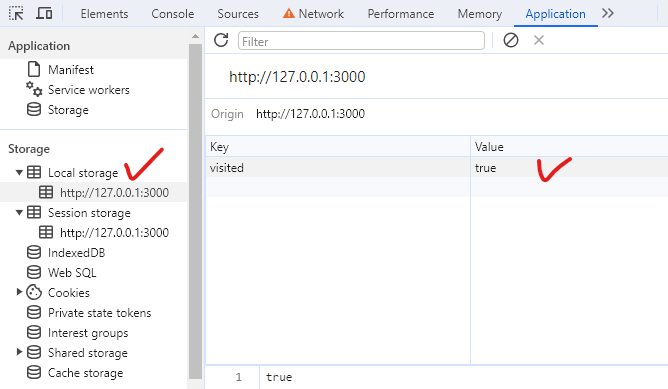 Elements Console Sources Network Performance Memory Application
Application
Manifest
Service workers
Storage
Storage
Local storage
http://127.0.0.1:3000
Session storage
http://127.0.0.1:3000
IndexedDB
Web SQL
Cookies
Private state tokens
Interest groups
Shared storage
Cache storage
Filter
http://127.0.0.1:3000
Origin http://127.0.0.1:3000
Key Value
visited true
1 true